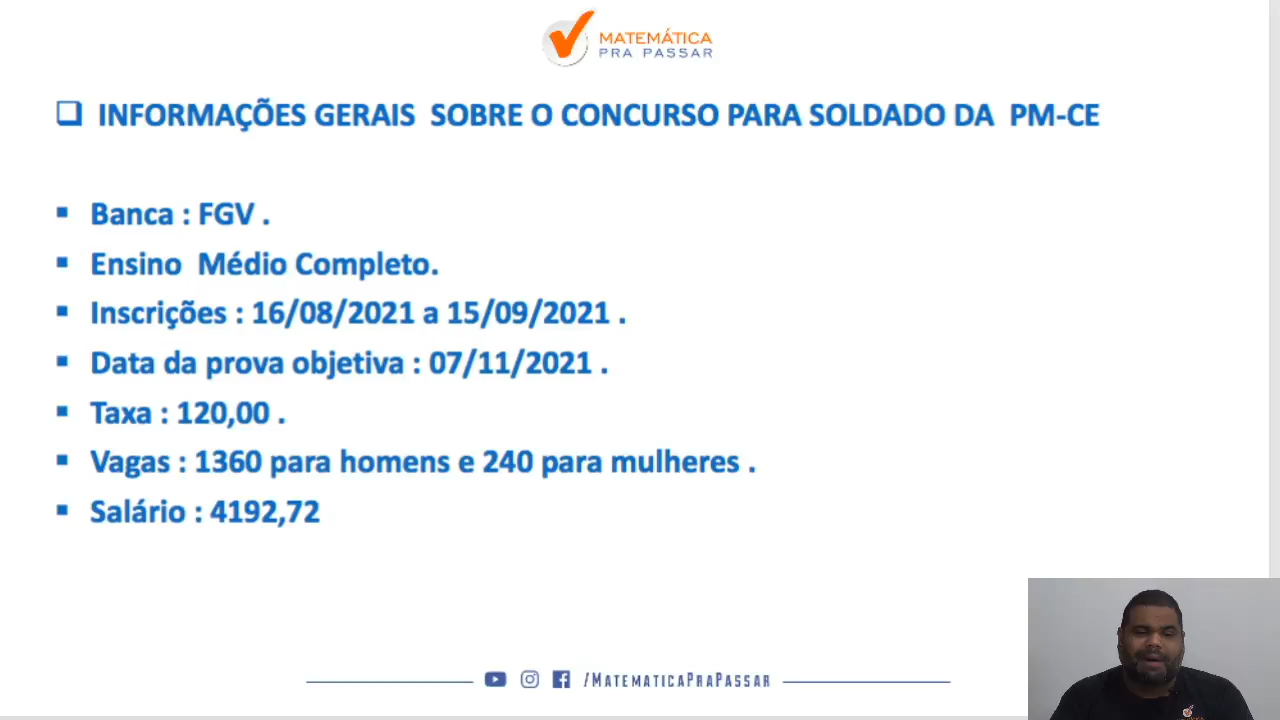 MATEMÁTICA
PRA PASSAR
INFORMAÇÕES GERAIS SOBRE O CONCURSO PARA SOLDADO DA PM-CE
Banca : FGV .
Ensino Médio Completo.
Inscrições : 16/08/2021 a 15/09/2021 .
Data da prova objetiva : 07/11/2021 .
Taxa : 120,00 .
Vagas : 1360 para homens e 240 para mulheres .
Salário : 4192,72
/MATEMATICAPRAPASSAR